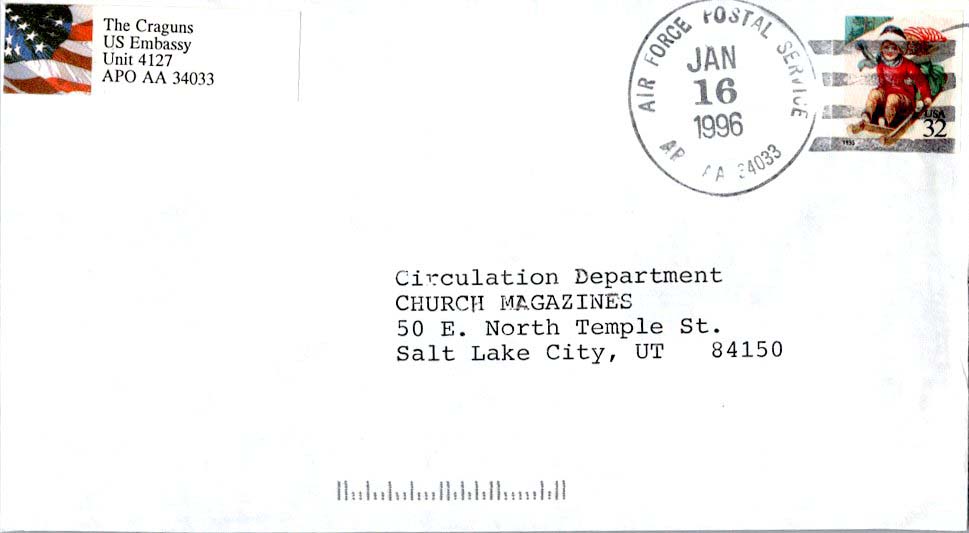 The Craguns
US Embassy
Unit 4127
APO AA 34033
AIR FORCE POSTAL SERVICE
JAN
16
1996
AA 34033
USA
32
Circulation Department
CHURCH MAGAZINES
50 E. North Temple St.
Salt Lake City, UT 84150